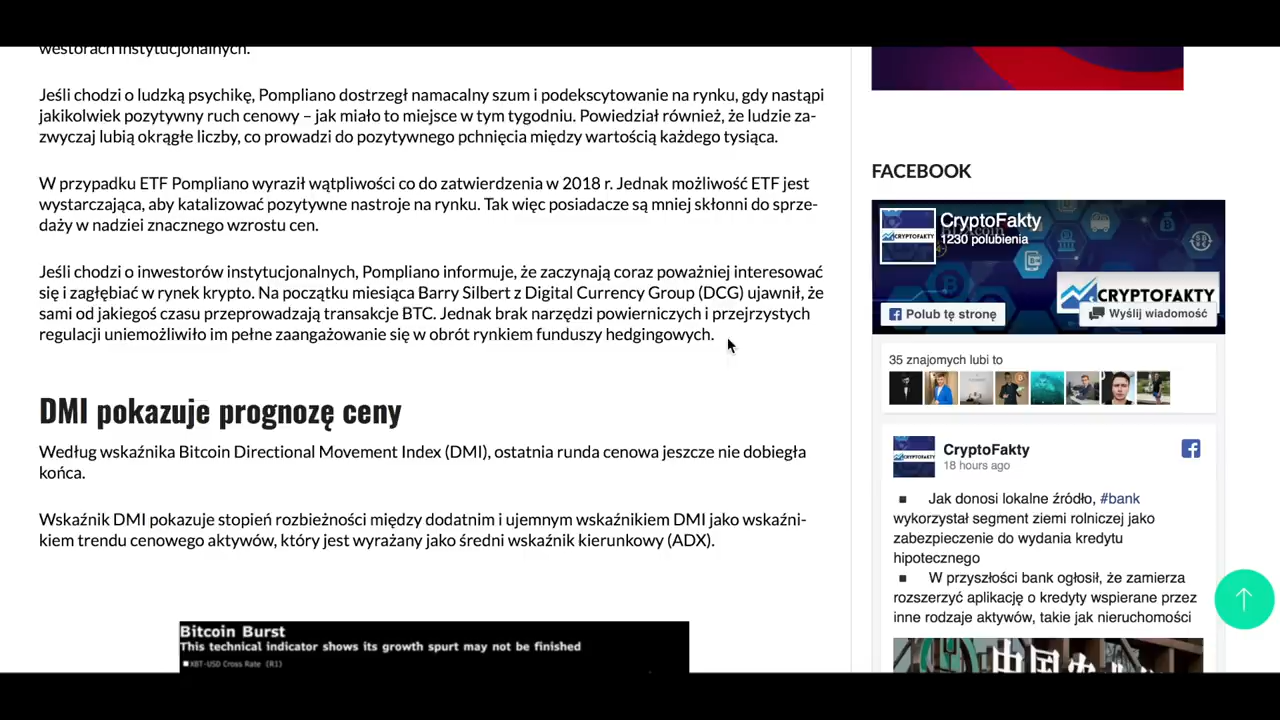 westorach instytucjonalnych.
Jeśli chodzi o ludzką psychikę, Pompliano dostrzegł namacalny szum i podekscytowanie na rynku, gdy nastąpi
jakikolwiek pozytywny ruch cenowy – jak miało to miejsce w tym tygodniu. Powiedział również, że ludzie za-
zwyczaj lubią okrągłe liczby, co prowadzi do pozytywnego pchnięcia między wartością każdego tysiąca.
W przypadku ETF Pompliano wyraził wątpliwości co do zatwierdzenia w 2018 r. Jednak możliwość ETF jest
wystarczająca, aby katalizować pozytywne nastroje na rynku. Tak więc posiadacze są mniej skłonni do sprze-
daży w nadziei znacznego wzrostu cen.
Jeśli chodzi o inwestorów instytucjonalnych, Pompliano informuje, że zaczynają coraz poważniej interesować
się i zagłębiać w rynek krypto. Na początku miesiąca Barry Silbert z Digital Currency Group (DCG) ujawnił, że
sami od jakiegoś czasu przeprowadzają transakcje BTC. Jednak brak narzędzi powierniczych i przejrzystych
regulacji uniemożliwiło im pełne zaangażowanie się w obrót rynkiem funduszy hedgingowych.
DMI pokazuje prognozę ceny
Według wskaźnika Bitcoin Directional Movement Index (DMI), ostatnia runda cenowa jeszcze nie dobiegła
końca.
Wskaźnik DMI pokazuje stopień rozbieżności między dodatnim i ujemnym wskaźnikiem DMI jako wskaźni-
kiem trendu cenowego aktywów, który jest wyrażany jako średni wskaźnik kierunkowy (ADX).
Bitcoin Burst
This technical indicator shows its growth spurt may not be finished
XBT-USD Cross Rate (R1)
FACEBOOK
CRYPTOFAKTY
CryptoFakty
1230 polubienia
CRYPTOFAKTY
Polub tę stronę
Wyślij wiadomość
35 znajomych lubi to
CryptoFakty
18 hours ago
▪ Jak donosi lokalne źródło, #bank
wykorzystał segment ziemi rolniczej jako
zabezpieczenie do wydania kredytu
hipotecznego
▪ W przyszłości bank ogłosił, że zamierza
rozszerzyć aplikację o kredyty wspierane przez
inne rodzaje aktywów, takie jak nieruchomości